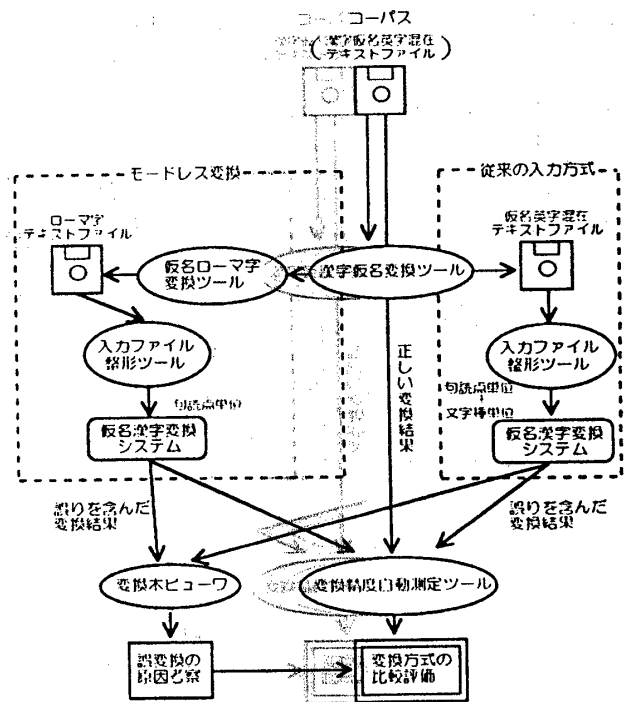 コーパス
(漢字仮名英字混在
テキストファイル)
モードレス変換
従来の入力方式
ローマ字
テキストファイル
仮名英字混在
テキストファイル
仮名ローマ字
変換ツール
漢字仮名変換ツール
入力ファイル
整形ツール
正しい変換結果
入力ファイル
整形ツール
句読点単位
句読点単位
+
文字種単位
仮名漢字変換
システム
仮名漢字変換
システム
誤りを含んだ
変換結果
誤りを含んだ
変換結果
変換木ビューワ
変換精度自動測定ツール
誤変換の
原因考察
変換方式の
比較評価